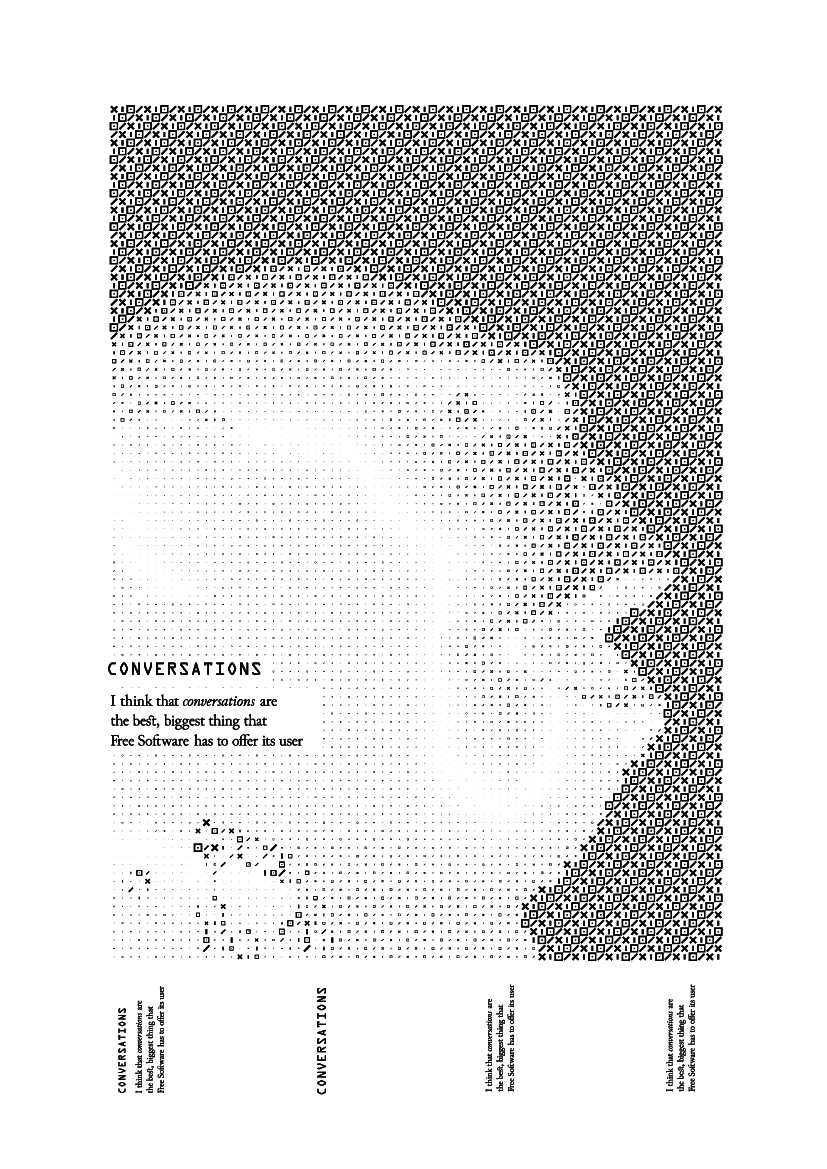 CONVERSATIONS
I think that conversations are
the best, biggest thing that
Free Software has to offer its user
CONVERSATIONS
I think that conversations are
the best, biggest thing that
Free Software has to offer its user
CONVERSATIONS
I think that conversations are
the best, biggest thing that
Free Software has to offer its user
I think that conversations are
the best, biggest thing that
Free Software has to offer its user